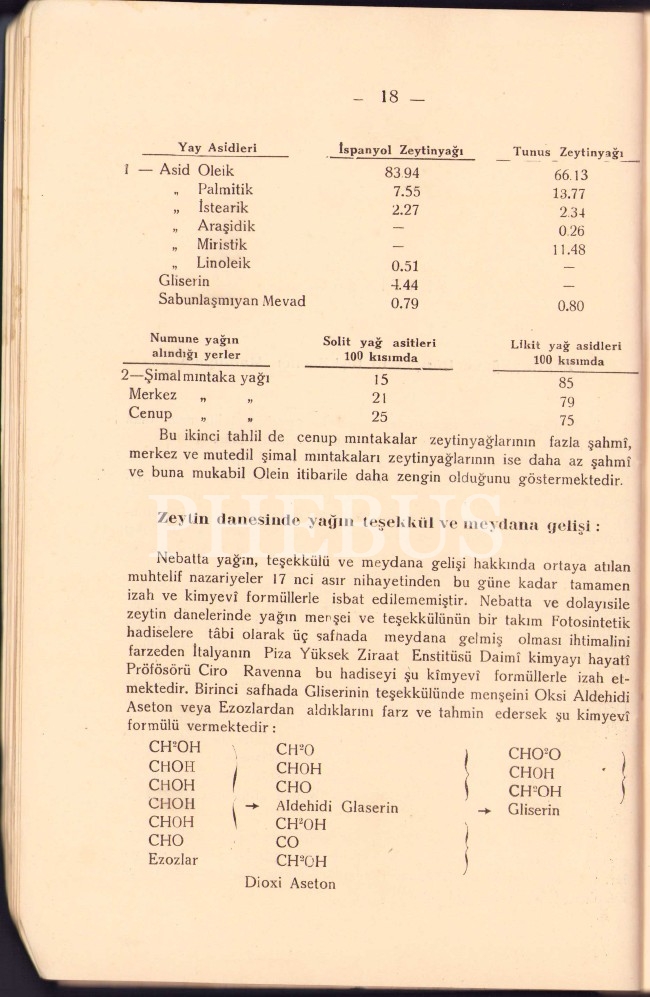 — 18 —
Yay Asidleri İspanyol Zeytinyağı Tunus Zeytinyağı
1 — Asid Oleik 83.94 66.13
„ Palmitik 7.55 13.77
„ İstearik 2.27 2.34
„ Araşidik — 0.26
„ Miristik — 11.48
„ Linoleik 0.51 —
Gliserin 4.44 —
Sabunlaşmıyan Mevad 0.79 0.80
Numune yağın Solit yağ asitleri Likit yağ asidleri
alındığı yerler 100 kısımda 100 kısımda
2—Şimal mıntaka yağı 15 85
Merkez „ „ 21 79
Cenup „ „ 25 75
Bu ikinci tahlil de cenup mıntakalar zeytinyağlarının fazla şahmî,
merkez ve mutedil şimal mıntakaları zeytinyağlarının ise daha az şahmî
ve buna mukabil Olein itibarile daha zengin olduğunu göstermektedir.
PHEBUS
Zeytin danesinde yağın teşekkül ve meydana gelişi :
Nebatta yağın, teşekkülü ve meydana gelişi hakkında ortaya atılan
muhtelif nazariyeler 17 nci asır nihayetinden bu güne kadar tamamen
izah ve kimyevî formüllerle isbat edilememiştir. Nebatta ve dolayısile
zeytin danelerinde yağın menşei ve teşekkülünün bir takım Fotosintetik
hadiselere tâbi olarak üç safhada meydana gelmiş olması ihtimalini
farzeden İtalyanın Piza Yüksek Ziraat Enstitüsü Daimî kimyayı hayatî
Pröfösörü Ciro Ravenna bu hadiseyi şu kîmyevî formüllerle izah et-
mektedir. Birinci safhada Gliserinin teşekkülünde menşeini Oksi Aldehidi
Aseton veya Ezozlardan aldıklarını farz ve tahmin edersek şu kimyevî
formülü vermektedir :
CH²OH CH²O CHO²O
CHOH CHOH CHOH
CHOH CHO CH²OH
CHOH → Aldehidi Glaserin → Gliserin
CHOH CH²OH
CHO CO
Ezozlar CH²OH
Dioxi Aseton